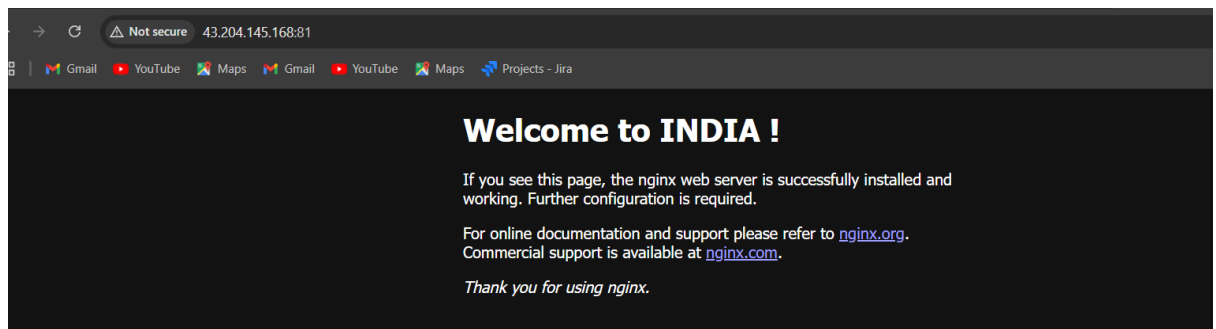 Not secure 43.204.145.168:81
Gmail YouTube Maps Gmail YouTube Maps Projects - Jira
Welcome to INDIA !
If you see this page, the nginx web server is successfully installed and
working. Further configuration is required.
For online documentation and support please refer to nginx.org.
Commercial support is available at nginx.com.
Thank you for using nginx.